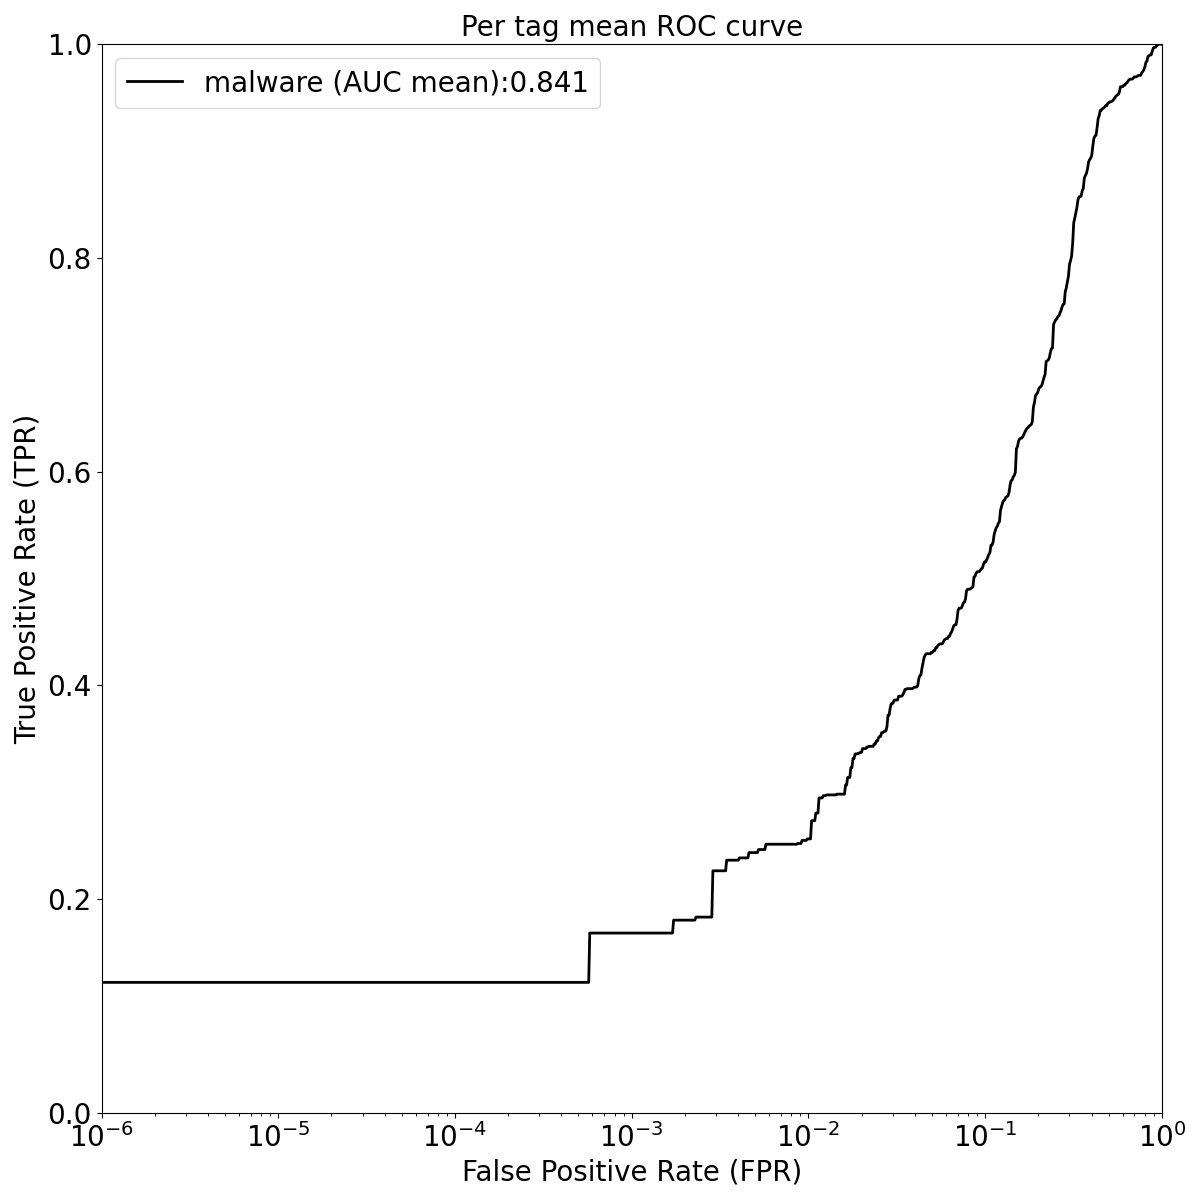 Per tag mean ROC curve
malware (AUC mean):0.841
True Positive Rate (TPR)
1.0
0.8
0.6
0.4
0.2
0.0
10⁻⁶ 10⁻⁵ 10⁻⁴ 10⁻³ 10⁻² 10⁻¹ 10⁰
False Positive Rate (FPR)